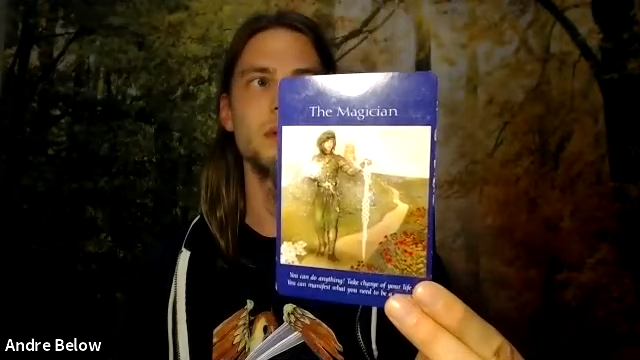 The Magician
You can do anything! Take charge of your life.
You can manifest what you need to be a
Andre Below